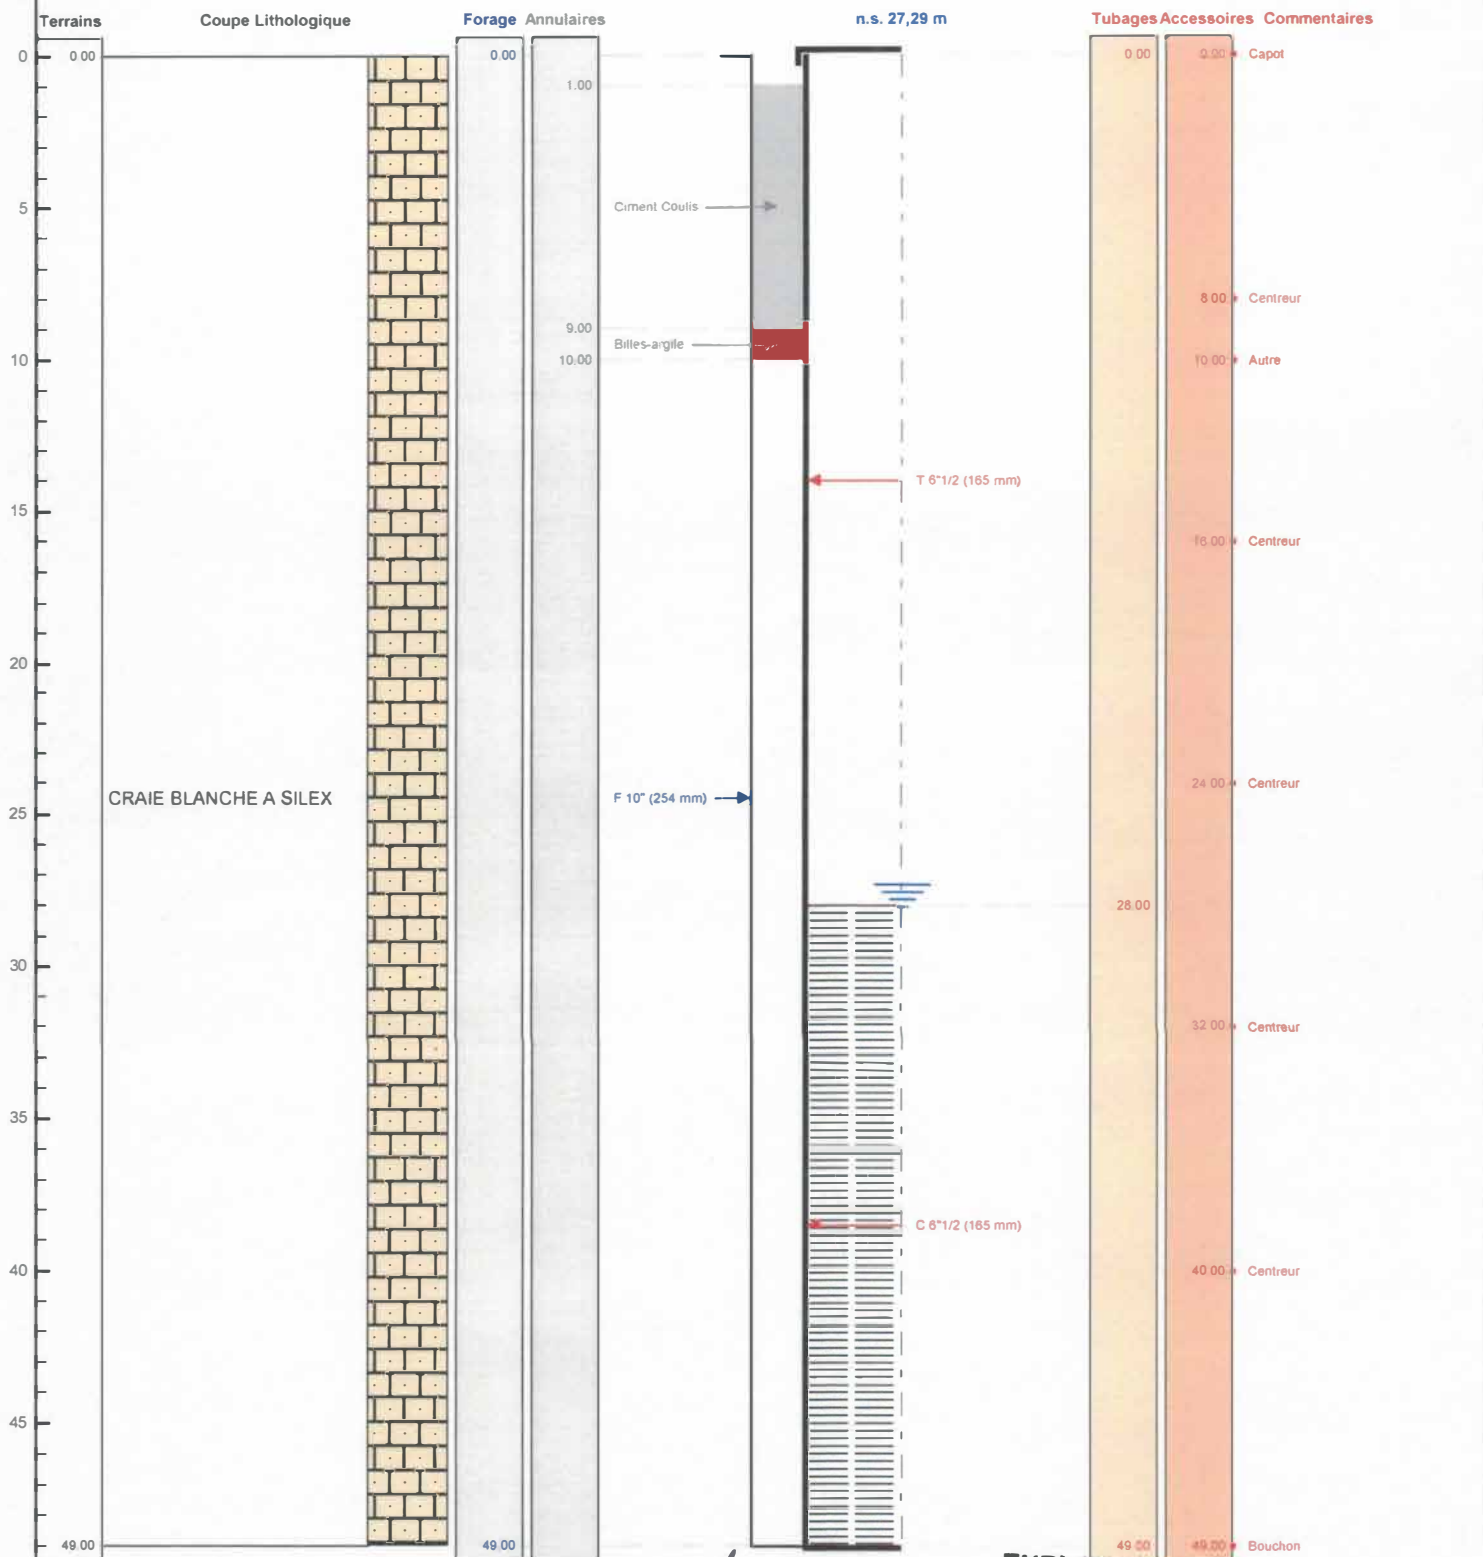 Terrains Coupe Lithologique Forage Annulaires n.s. 27,29 m Tubages Accessoires Commentaires
0 0.00 0.00 0.00 0.00 Capot
1.00
5 Ciment Coulis
8.00 Centreur
9.00
Billes-argile
10 10.00 10.00 Autre
T 6"1/2 (165 mm)
15
16.00 Centreur
20
24.00 Centreur
CRAIE BLANCHE A SILEX F 10" (254 mm)
25
28.00
30
32.00 Centreur
35
C 6"1/2 (165 mm)
40 40.00 Centreur
45
49.00 49.00 49.00 49.00 Bouchon